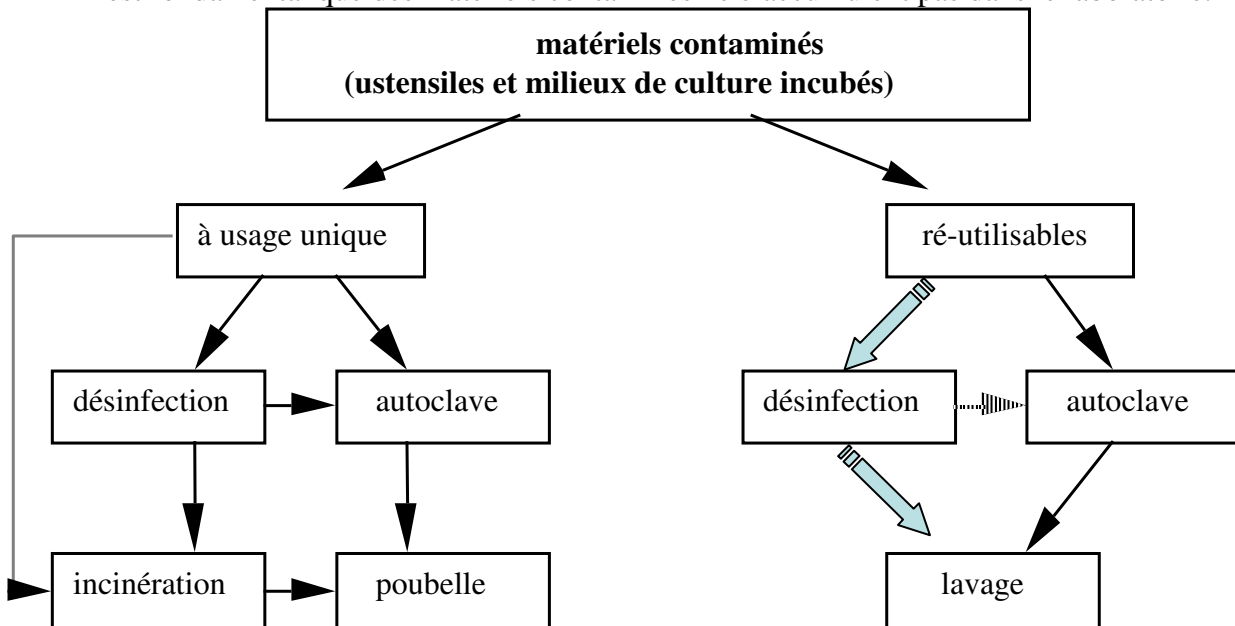 matériels contaminés
(ustensiles et milieux de culture incubés)
à usage unique
ré-utilisables
désinfection
autoclave
désinfection
autoclave
incinération
poubelle
lavage